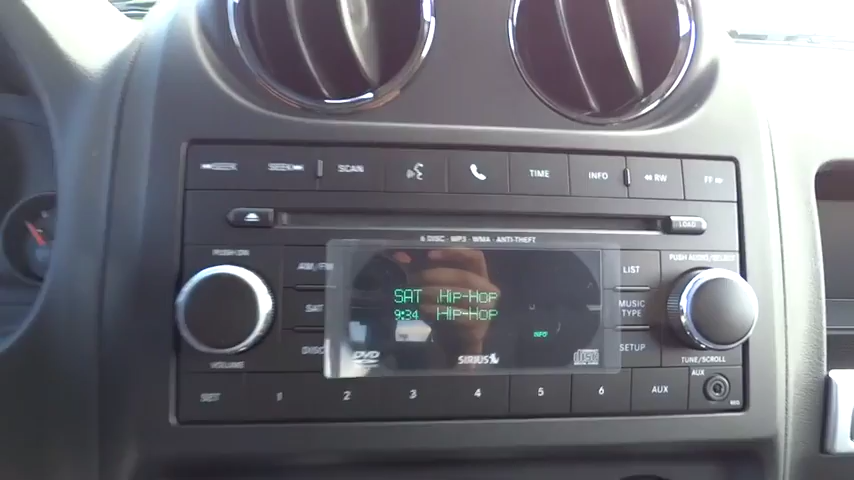 SEEK SEEK SCAN TIME INFO ◄◄RW FF►
LOAD
6 DISC · MP3 · WMA · ANTI-THEFT
PUSH ON AM/FM LIST PUSH AUDIO/SELECT
SAT .Hip-Hop
9:34 Hip-Hop
SAT MUSIC
TYPE
INFO
DISC SETUP
DVD SIRIUS disc
VOLUME TUNE/SCROLL
SET 1 2 3 4 5 6 AUX AUX